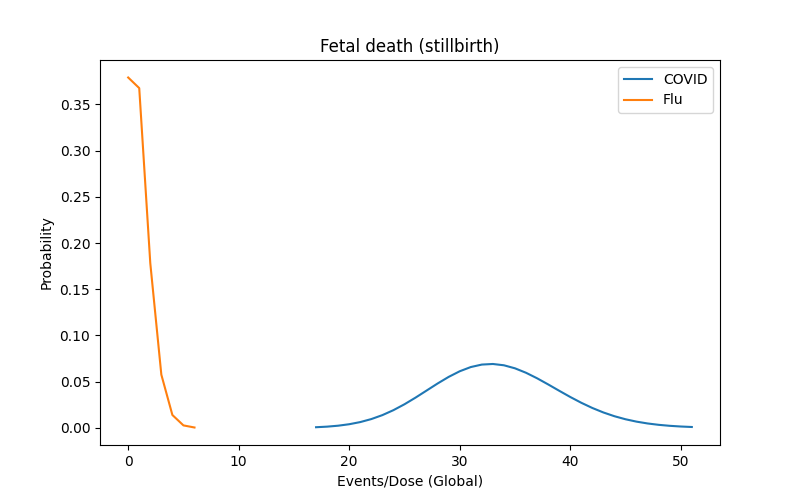 Fetal death (stillbirth)
COVID
Flu
0.35
0.30
0.25
0.20
0.15
0.10
0.05
0.00
Probability
0 10 20 30 40 50
Events/Dose (Global)